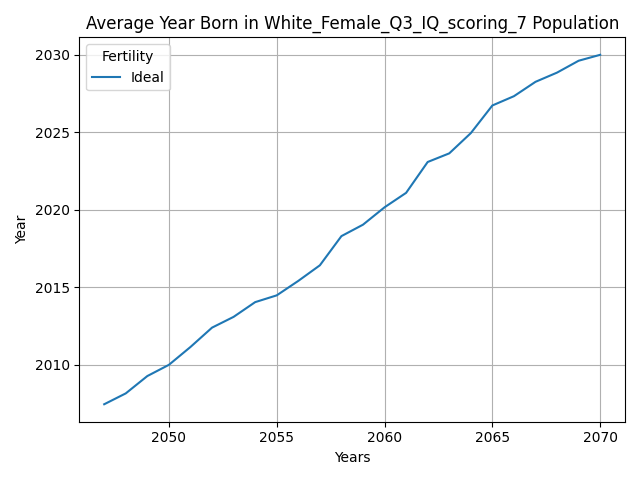 Average Year Born in White_Female_Q3_IQ_scoring_7 Population
Fertility
Ideal
2030
2025
2020
2015
2010
Year
2050 2055 2060 2065 2070
Years